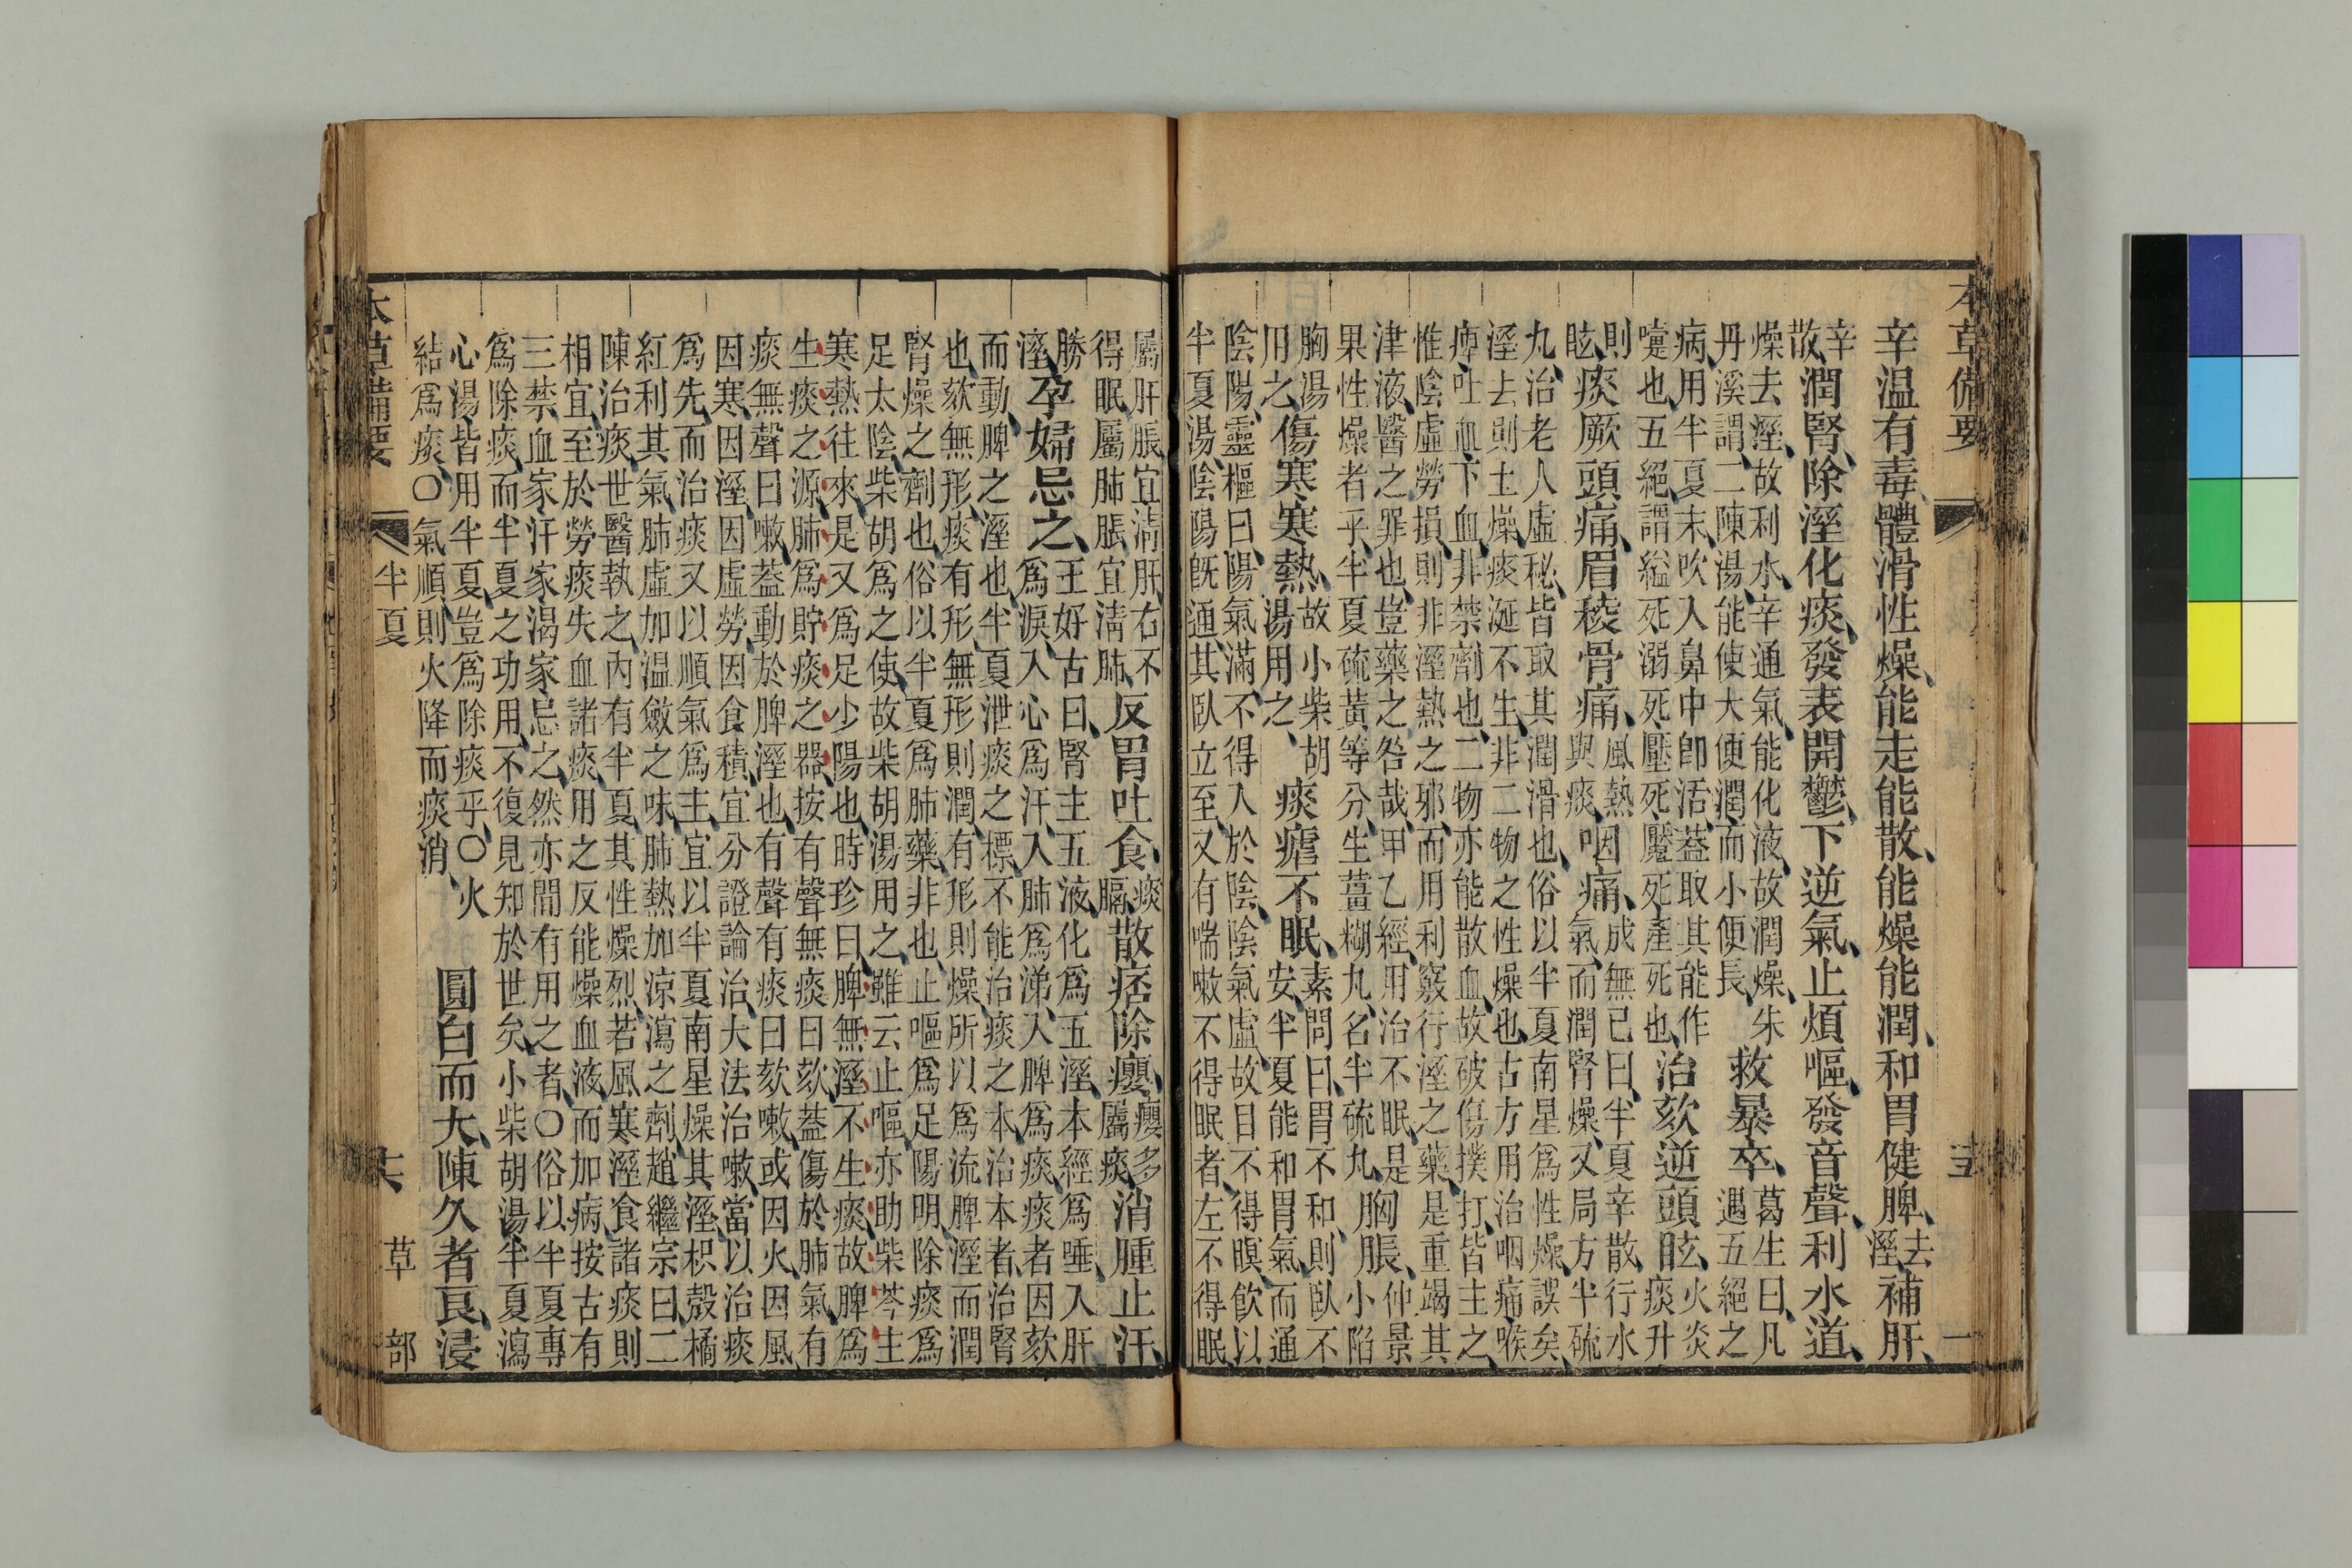 本草備要
十五
一
辛温有毒體滑性燥能走能散能燥能潤和胃健脾去溼補肝
辛散潤腎除溼化痰發表開鬱下逆氣止煩嘔發音聲利水道
燥去溼故利水辛通氣能化液故潤燥朱
丹溪謂二陳湯能使大便潤而小便長
救暴卒
葛生曰凡
遇五絕之
病用半夏末吹入鼻中卽活蓋取其能作
嚏也五絕謂縊死溺死壓死魘死產死也
治欬逆頭眩
火炎
痰升
則
眩
痰厥頭痛眉稜骨痛
風熱
與痰
咽痛
成無已曰半夏辛散行水
氣而潤腎燥又局方半硫
九治老人虛秘皆取其潤滑也俗以半夏南星爲性燥誤矣
溼去則土燥痰涎不生非二物之性燥也古方用治咽痛喉
痺吐血下血非禁劑也二物亦能散血故破傷撲打皆主之
惟陰虛勞損則非溼熱之邪而用利竅行溼之藥是重竭其
津液醫之罪也豈藥之咎哉甲乙經用治不眠是
果性燥者乎半夏硫黃等分生薑糊丸名半硫丸
胸脹
仲景
小陷
胸湯
用之
傷寒寒熱
故小柴胡
湯用之
痰瘧不眠
素問曰胃不和則臥不
安半夏能和胃氣而通
陰陽靈樞曰陽氣滿不得入於陰陰氣虛故目不得瞑飲以
半夏湯陰陽旣通其臥立至又有喘嗽不得眠者左不得眠
屬肝脹宜淸肝右不
得眠屬肺脹宜淸肺
反胃吐食
痰
膈
散痞除癭
癭多
屬痰
消腫止汗
勝
溼
孕婦忌之
王好古曰腎主五液化爲五溼本經爲唾入肝
爲淚入心爲汗入肺爲涕入脾爲痰痰者因欬
而動脾之溼也半夏泄痰之標不能治痰之本治本者治腎
也欬無形痰有形無形則潤有形則燥所以爲流脾溼而潤
腎燥之劑也俗以半夏爲肺藥非也止嘔爲足陽明除痰爲
足太陰柴胡爲之使故柴胡湯用之雖云止嘔亦助柴芩主
寒熱往來是又爲足少陽也時珍曰脾無溼不生痰故脾爲
生痰之源肺爲貯痰之器按有聲無痰曰欬蓋傷於肺氣有
痰無聲曰嗽蓋動於脾溼也有聲有痰曰欬嗽或因火因風
因寒因溼因虛勞因食積宜分證論治大法治嗽當以治痰
爲先而治痰又以順氣爲主宜以半夏南星燥其溼枳殼橘
紅利其氣肺虛加温斂之味肺熱加涼瀉之劑趙繼宗曰二
陳治痰世醫執之內有半夏其性燥烈若風寒溼食諸痰則
相宜至於勞痰失血諸痰用之反能燥血液而加病按古有
三禁血家汗家渴家忌之然亦間有用之者○俗以半夏專
爲除痰而半夏之功用不復見知於世矣小柴胡湯半夏瀉
心湯皆用半夏豈爲除痰乎○火
結爲痰○氣順則火降而痰消
圓白而大陳久者良浸
本草備要
半夏
草部